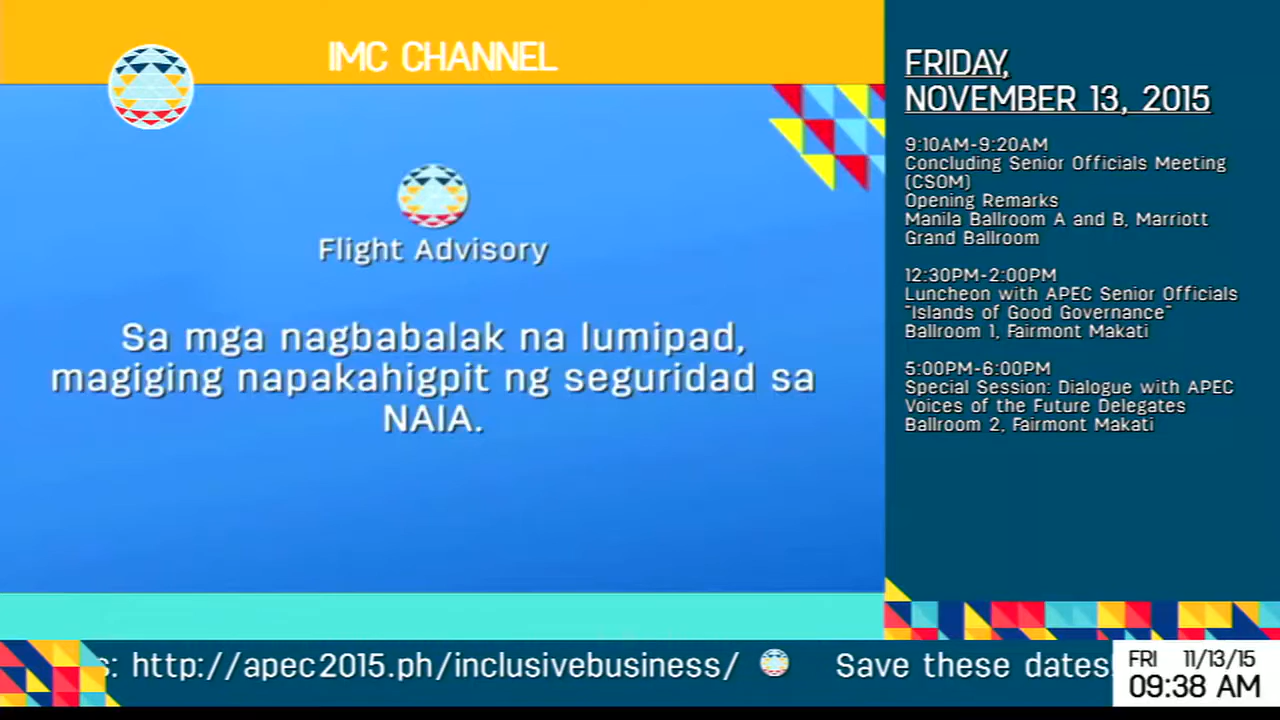 IMC CHANNEL
Flight Advisory
Sa mga nagbabalak na lumipad,
magiging napakahigpit ng seguridad sa
NAIA.
FRIDAY,
NOVEMBER 13, 2015
9:10AM-9:20AM
Concluding Senior Officials Meeting
(CSOM)
Opening Remarks
Manila Ballroom A and B, Marriott
Grand Ballroom
12:30PM-2:00PM
Luncheon with APEC Senior Officials
"Islands of Good Governance"
Ballroom 1, Fairmont Makati
5:00PM-6:00PM
Special Session: Dialogue with APEC
Voices of the Future Delegates
Ballroom 2, Fairmont Makati
s: http://apec2015.ph/inclusivebusiness/ Save these dates!
FRI 11/13/15
09:38 AM